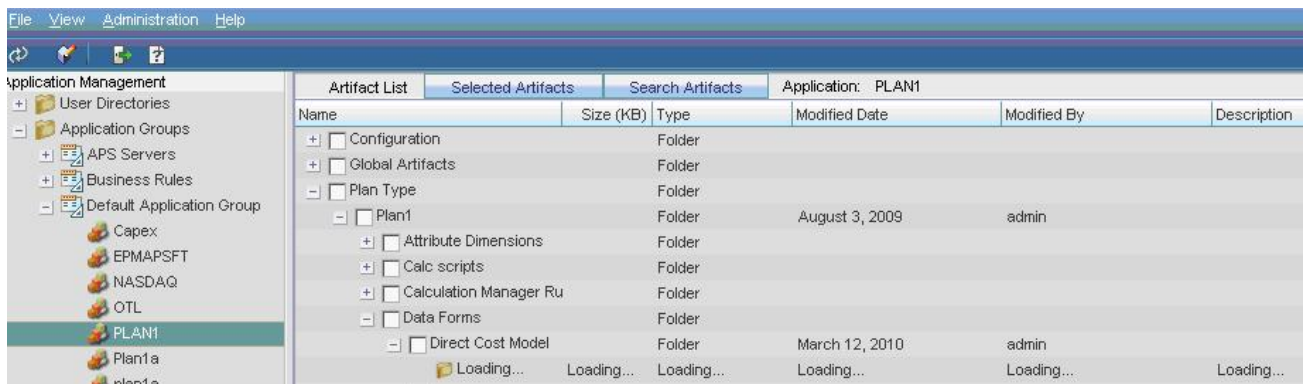 File View Administration Help
Application Management
User Directories
Application Groups
APS Servers
Business Rules
Default Application Group
Capex
EPMAPSFT
NASDAQ
OTL
PLAN1
Plan1a
plan1a
Artifact List Selected Artifacts Search Artifacts Application: PLAN1
Name Size (KB) Type Modified Date Modified By Description
Configuration Folder
Global Artifacts Folder
Plan Type Folder
Plan1 Folder August 3, 2009 admin
Attribute Dimensions Folder
Calc scripts Folder
Calculation Manager Ru Folder
Data Forms Folder
Direct Cost Model Folder March 12, 2010 admin
Loading... Loading... Loading... Loading... Loading... Loading...